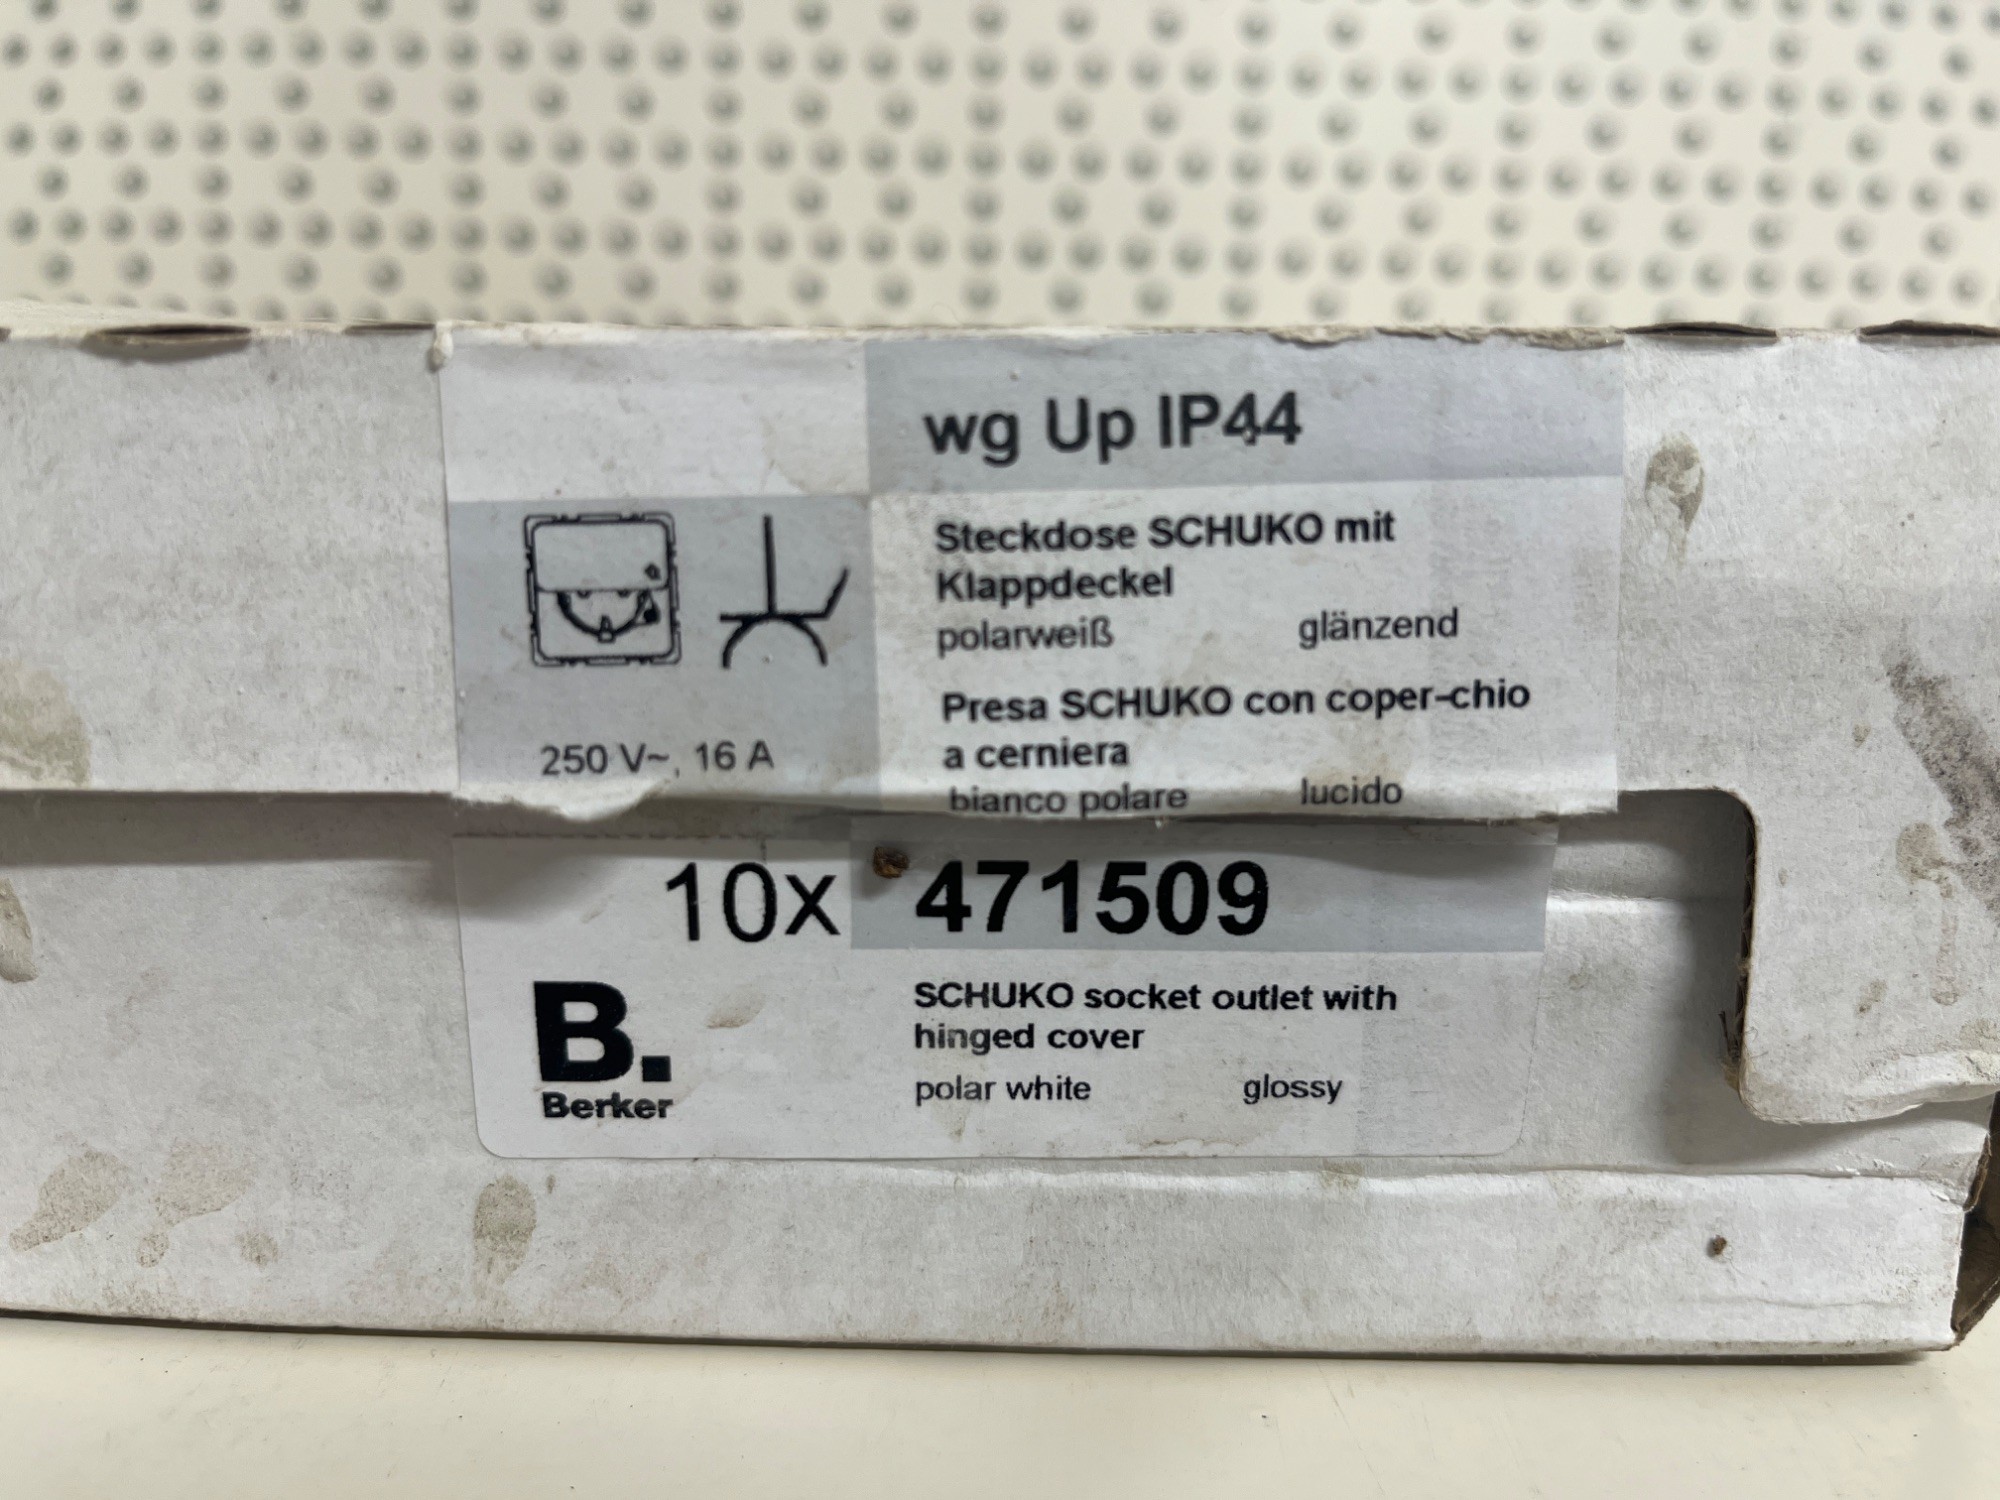 wg Up IP44
Steckdose SCHUKO mit
Klappdeckel
polarweiß glänzend
Presa SCHUKO con coper-chio
a cerniera
bianco polare lucido
250 V~, 16 A
10x 471509
B.
Berker
SCHUKO socket outlet with
hinged cover
polar white glossy